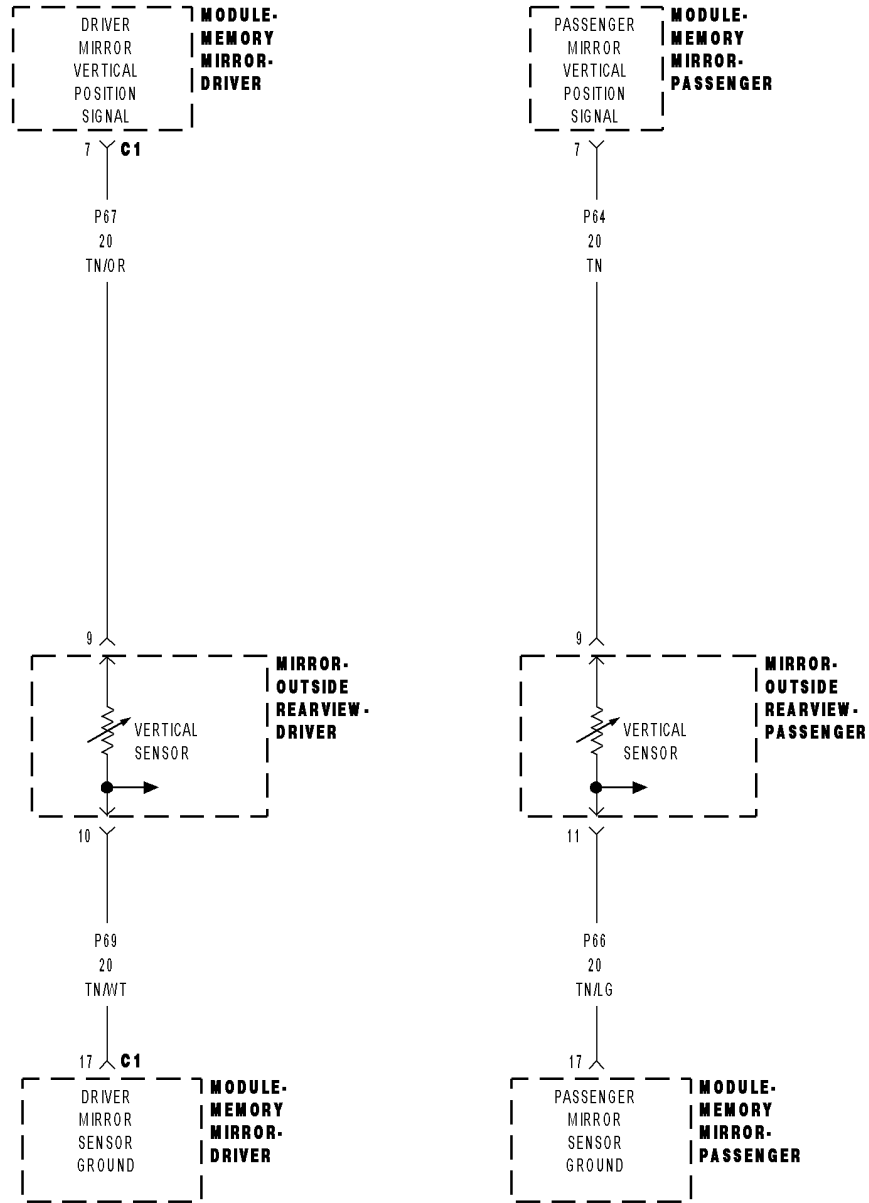 DRIVER
MIRROR
VERTICAL
POSITION
SIGNAL
MODULE-
MEMORY
MIRROR-
DRIVER
7
C1
P67
20
TN/OR
9
MIRROR-
OUTSIDE
REARVIEW-
DRIVER
VERTICAL
SENSOR
10
P69
20
TN/WT
17
C1
DRIVER
MIRROR
SENSOR
GROUND
MODULE-
MEMORY
MIRROR-
DRIVER
PASSENGER
MIRROR
VERTICAL
POSITION
SIGNAL
MODULE-
MEMORY
MIRROR-
PASSENGER
7
P64
20
TN
9
MIRROR-
OUTSIDE
REARVIEW-
PASSENGER
VERTICAL
SENSOR
11
P66
20
TN/LG
17
PASSENGER
MIRROR
SENSOR
GROUND
MODULE-
MEMORY
MIRROR-
PASSENGER